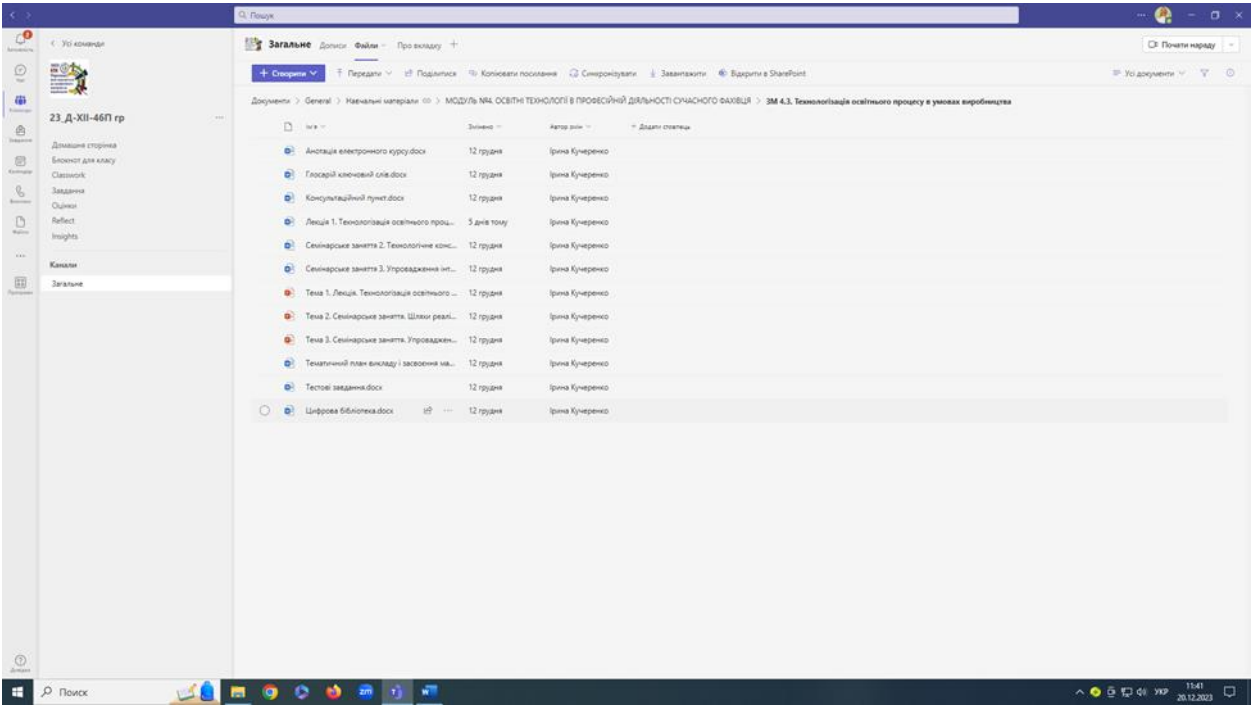 Пошук
Усі команди
23_Д-ХІІ-46П гр
Домашня сторінка
Блокнот для класу
Classwork
Завдання
Оцінки
Reflect
Insights
Канали
Загальне
Загальне Дописи Файли Про вкладку
Почати нараду
Створити Передати Поділитися Копіювати посилання Синхронізувати Завантажити Відкрити в SharePoint Усі документи
Документи > General > Навчальні матеріали > МОДУЛЬ №4. ОСВІТНІ ТЕХНОЛОГІЇ В ПРОФЕСІЙНІЙ ДІЯЛЬНОСТІ СУЧАСНОГО ФАХІВЦЯ > ЗМ 4.3. Технологізація освітнього процесу в умовах виробництва
Ім'я Змінено Автор змін Додати стовпець
Анотація електронного курсу.docx 12 грудня Ірина Кучеренко
Глосарій ключовий слів.docx 12 грудня Ірина Кучеренко
Консультаційний пункт.docx 12 грудня Ірина Кучеренко
Лекція 1. Технологізація освітнього проц... 5 днів тому Ірина Кучеренко
Семінарське заняття 2. Технологічне конс... 12 грудня Ірина Кучеренко
Семінарське заняття 3. Упровадження інт... 12 грудня Ірина Кучеренко
Тема 1. Лекція. Технологізація освітнього ... 12 грудня Ірина Кучеренко
Тема 2. Семінарське заняття. Шляхи реалі... 12 грудня Ірина Кучеренко
Тема 3. Семінарське заняття. Упроваджен... 12 грудня Ірина Кучеренко
Тематичний план викладу і засвоєння ма... 12 грудня Ірина Кучеренко
Тестові завдання.docx 12 грудня Ірина Кучеренко
Цифрова бібліотека.docx 12 грудня Ірина Кучеренко
Поиск
zm
УКР
11:41
20.12.2023